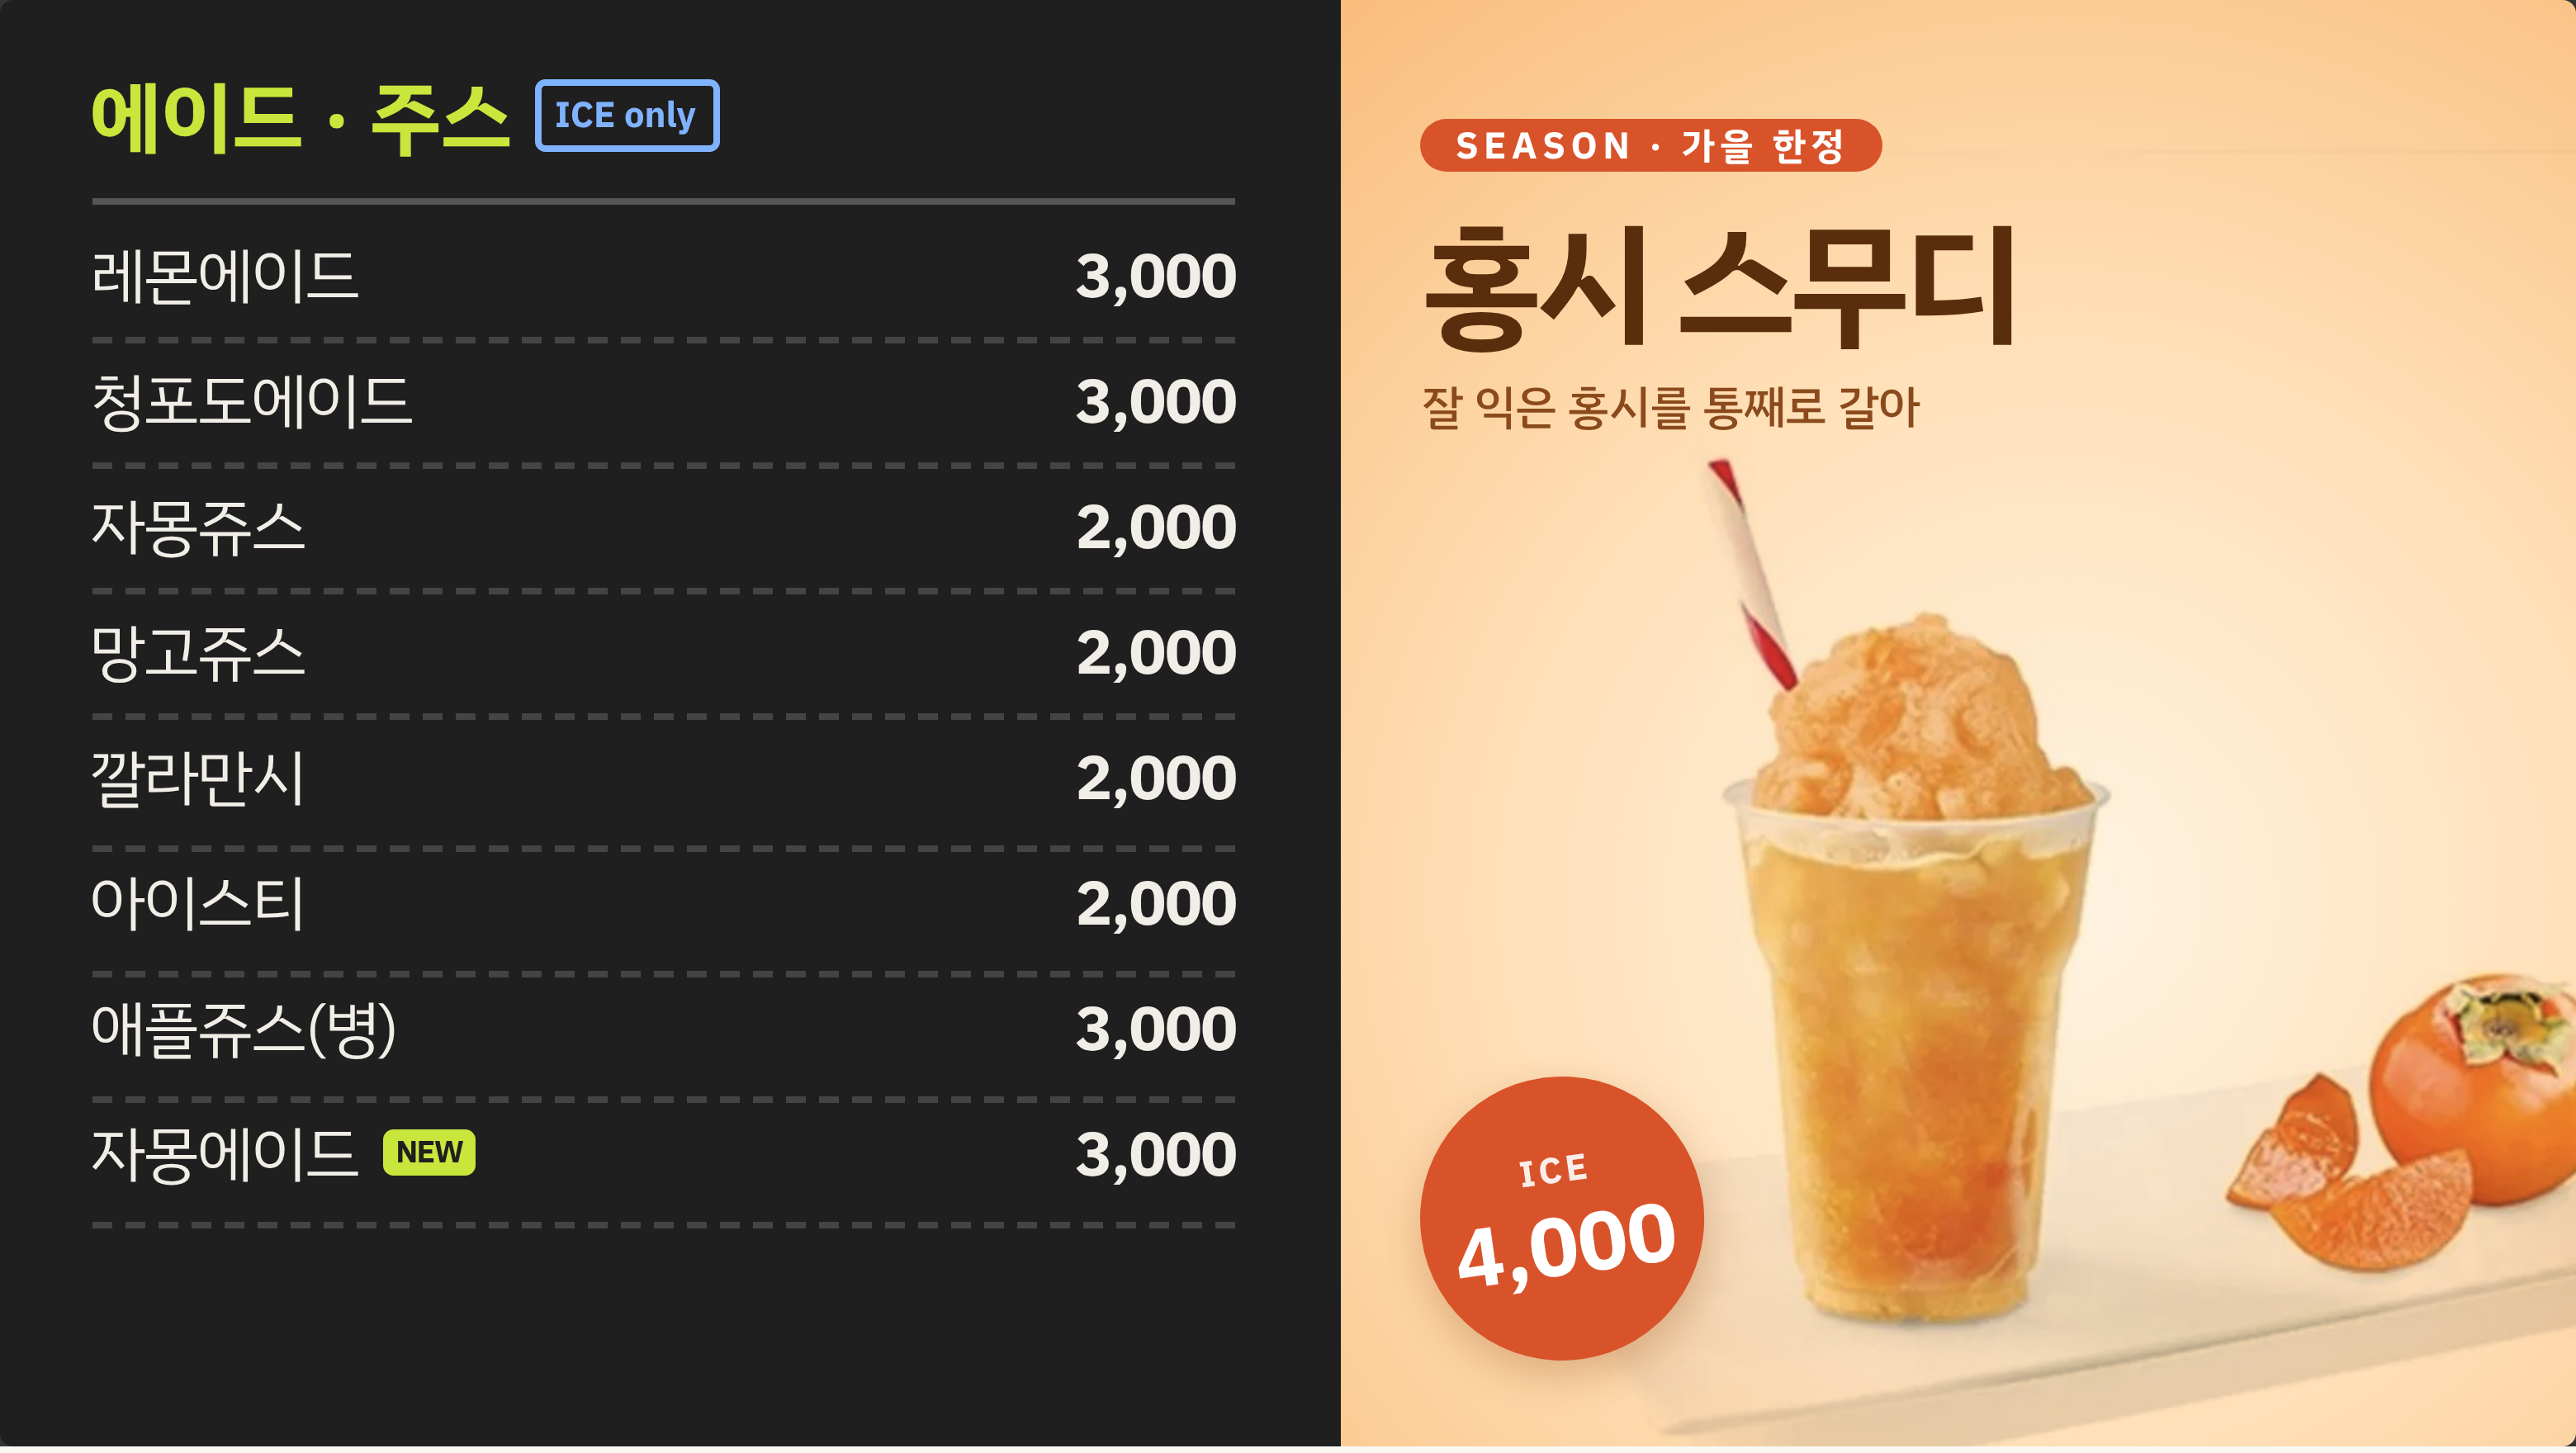 에이드 · 주스 ICE only
레몬에이드 3,000
청포도에이드 3,000
자몽쥬스 2,000
망고쥬스 2,000
깔라만시 2,000
아이스티 2,000
애플쥬스(병) 3,000
자몽에이드 NEW 3,000
SEASON · 가을 한정
홍시 스무디
잘 익은 홍시를 통째로 갈아
ICE
4,000